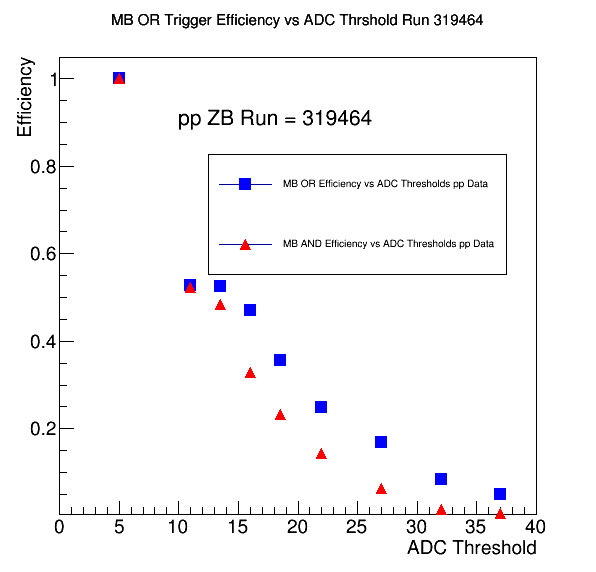 MB OR Trigger Efficiency vs ADC Thrshold Run 319464
Efficiency
1
0.8
0.6
0.4
0.2
pp ZB Run = 319464
MB OR Efficiency vs ADC Thresholds pp Data
MB AND Efficiency vs ADC Thresholds pp Data
0 5 10 15 20 25 30 35 40
ADC Threshold